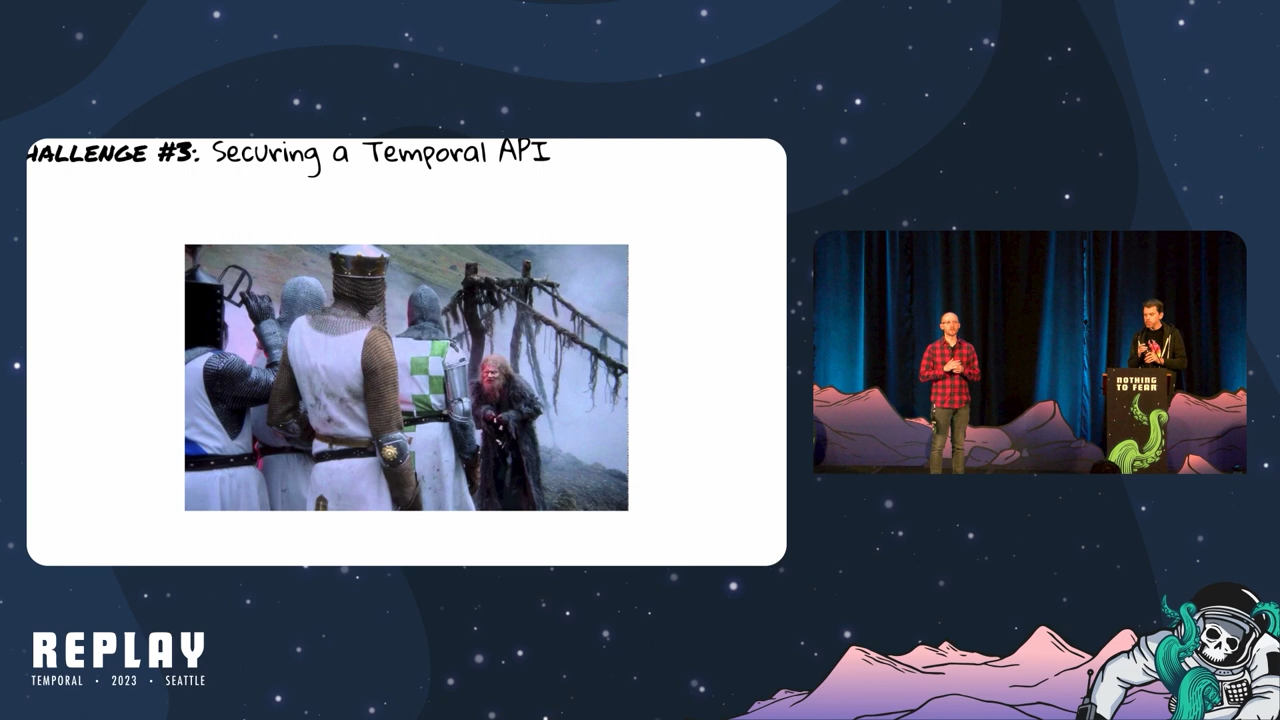 HALLENGE #3: Securing a Temporal API
NOTHING
TO FEAR
REPLAY
TEMPORAL • 2023 • SEATTLE